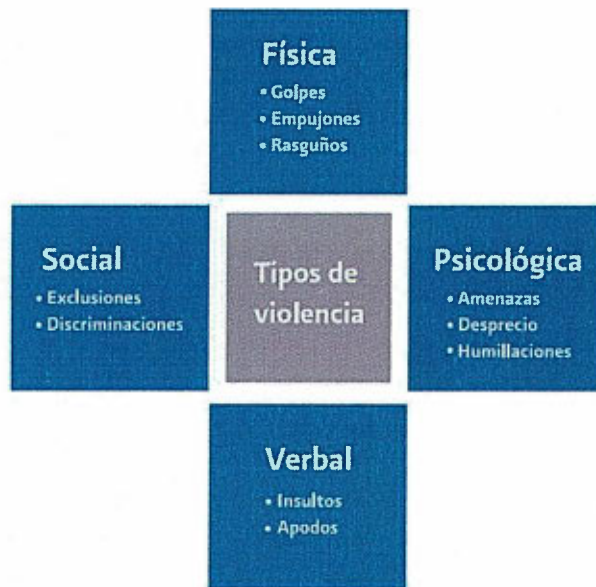 Física
• Golpes
• Empujones
• Rasguños
Social
• Exclusiones
• Discriminaciones
Tipos de
violencia
Psicológica
• Amenazas
• Desprecio
• Humillaciones
Verbal
• Insultos
• Apodos